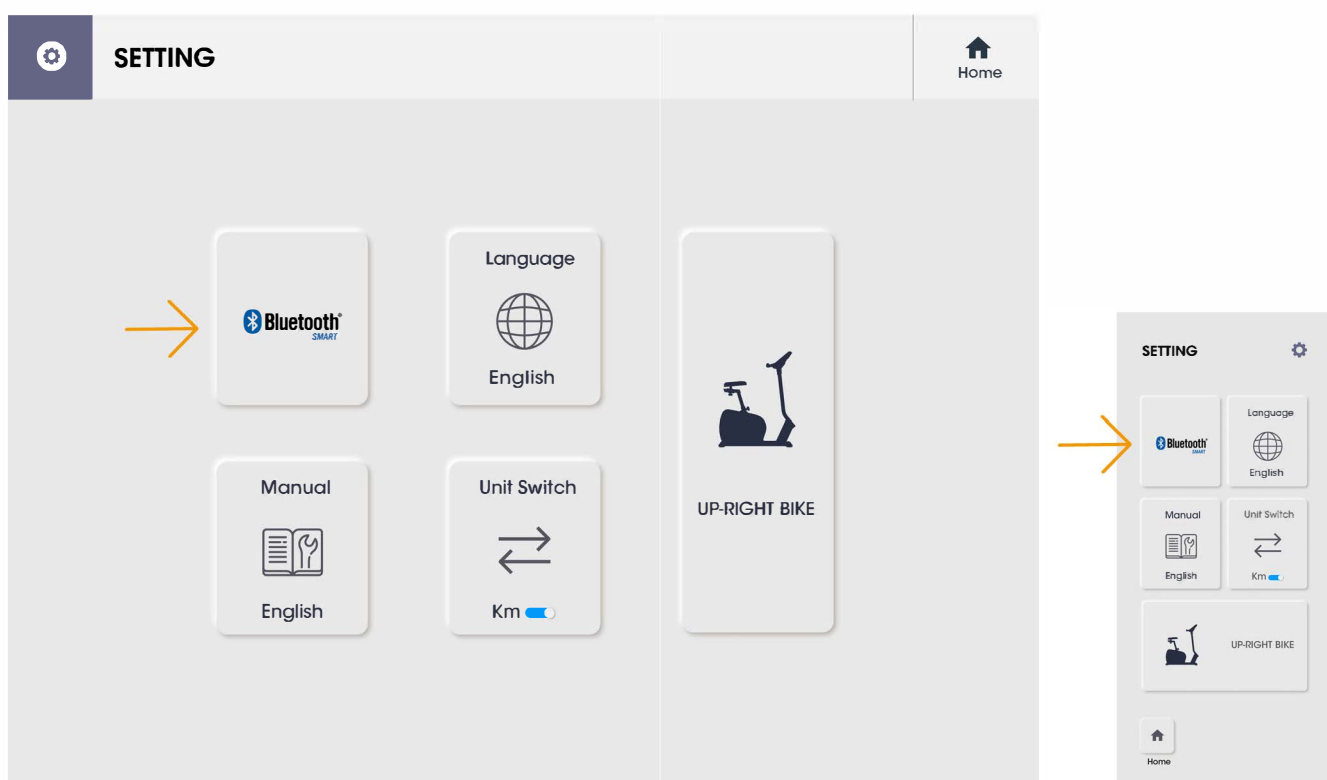 SETTING
Home
Bluetooth®
SMART
Language
English
Manual
English
Unit Switch
Km
UP-RIGHT BIKE
SETTING
Bluetooth®
SMART
Language
English
Manual
English
Unit Switch
Km
UP-RIGHT BIKE
Home